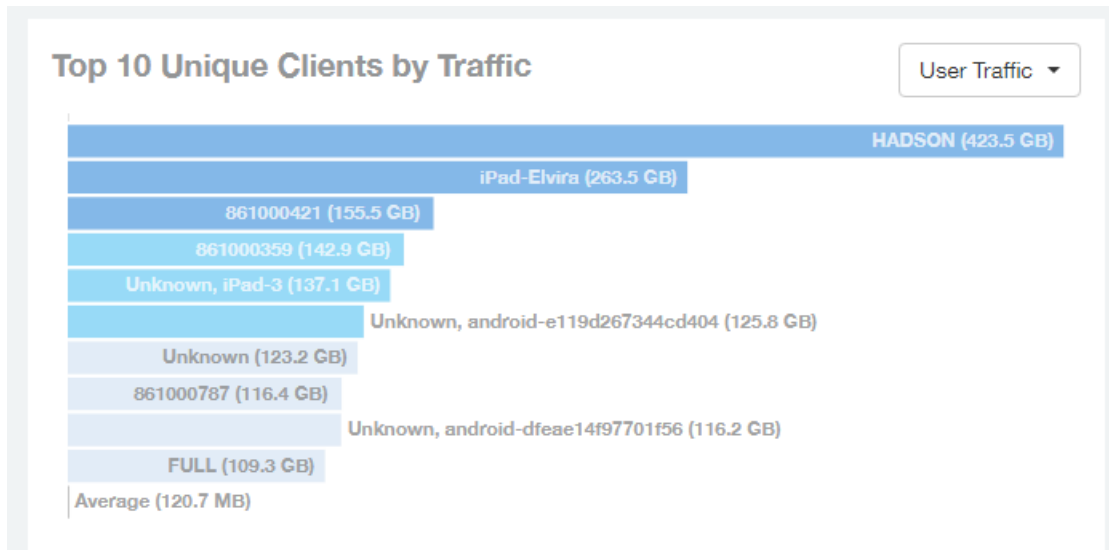 Top 10 Unique Clients by Traffic
User Traffic
HADSON (423.5 GB)
iPad-Elvira (263.5 GB)
861000421 (155.5 GB)
861000359 (142.9 GB)
Unknown, iPad-3 (137.1 GB)
Unknown, android-e119d267344cd404 (125.8 GB)
Unknown (123.2 GB)
861000787 (116.4 GB)
Unknown, android-dfeae14f97701f56 (116.2 GB)
FULL (109.3 GB)
Average (120.7 MB)